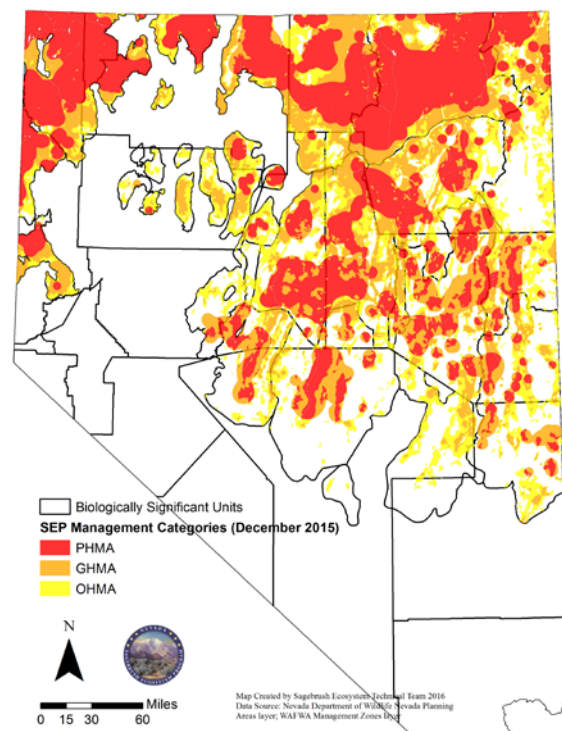 Biologically Significant Units
SEP Management Categories (December 2015)
PHMA
GHMA
OHMA
N
Miles
0 15 30 60
Map Created by Sagebrush Ecosystem Technical Team 2016
Data Source: Nevada Department of Wildlife Nevada Planning
Areas layer; WAFWA Management Zones layer